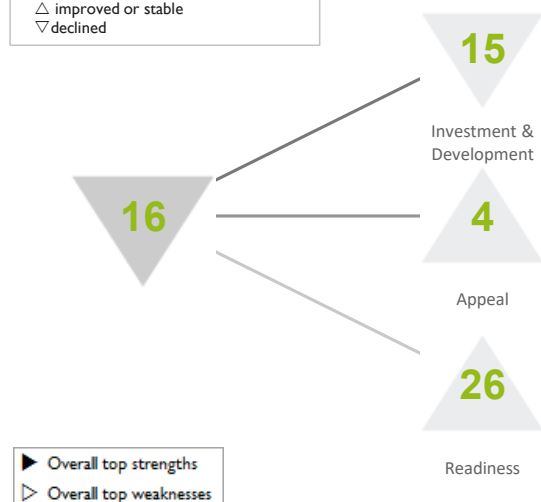 △ improved or stable
▽ declined
15
Investment &
Development
16
4
Appeal
26
Readiness
▶ Overall top strengths
▷ Overall top weaknesses